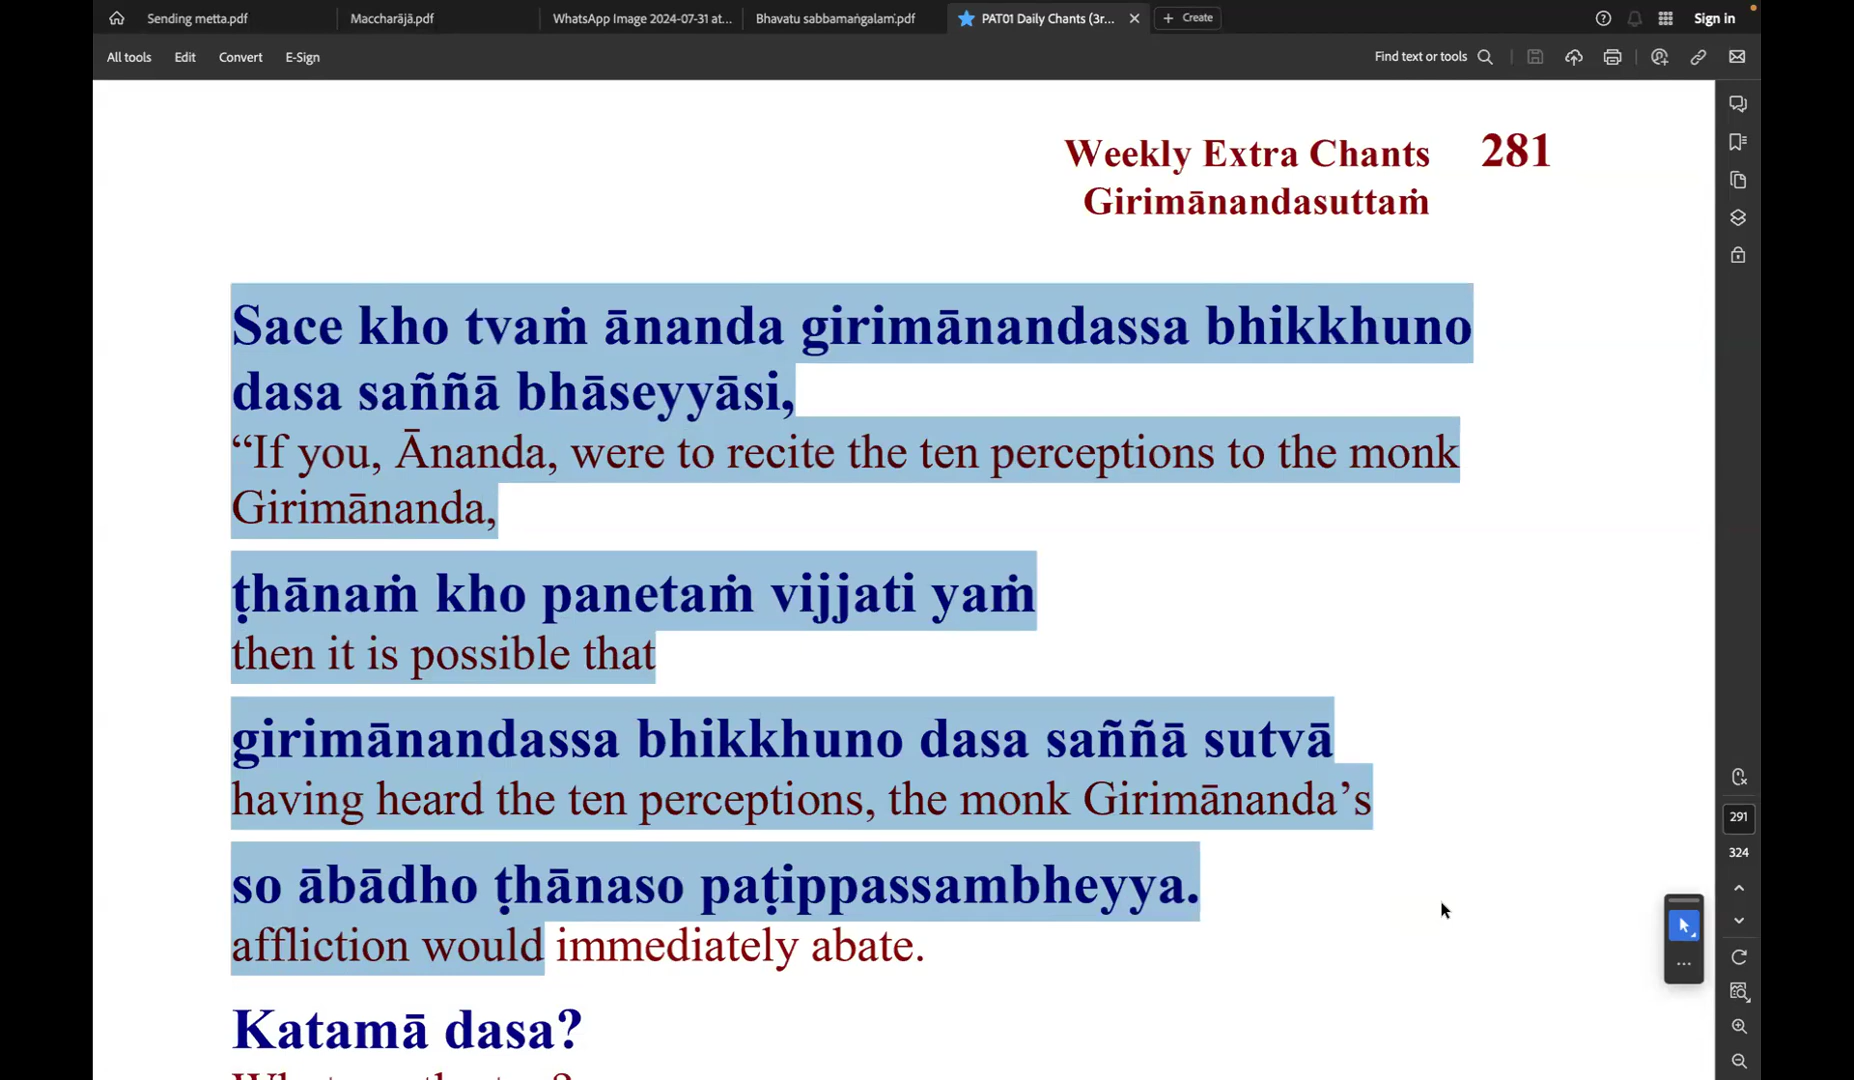 Sending metta.pdf
Maccharājā.pdf
WhatsApp Image 2024-07-31 at...
Bhavatu sabbamaṅgalaṁ.pdf
PAT01 Daily Chants (3r...
Create
Sign in
All tools
Edit
Convert
E-Sign
Find text or tools
Weekly Extra Chants 281
Girimānandasuttaṁ
Sace kho tvaṁ ānanda girimānandassa bhikkhuno
dasa saññā bhāseyyāsi,
“If you, Ānanda, were to recite the ten perceptions to the monk
Girimānanda,
ṭhānaṁ kho panetaṁ vijjati yaṁ
then it is possible that
girimānandassa bhikkhuno dasa saññā sutvā
having heard the ten perceptions, the monk Girimānanda’s
so ābādho ṭhānaso paṭippassambheyya.
affliction would immediately abate.
Katamā dasa?
291
324